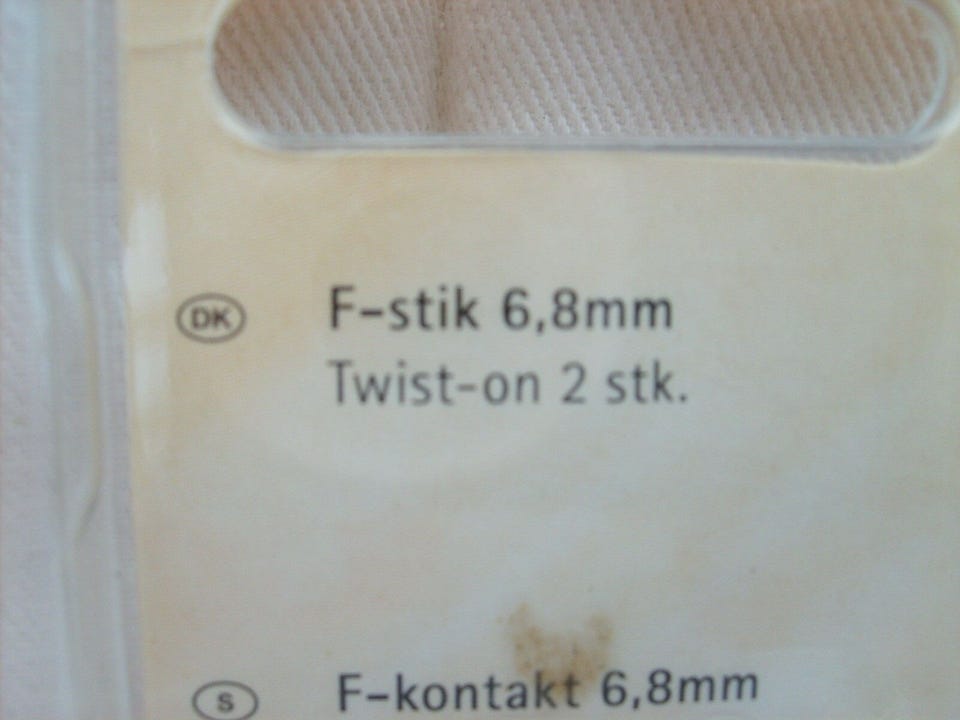 DK F-stik 6,8mm
Twist-on 2 stk.
S F-kontakt 6,8mm